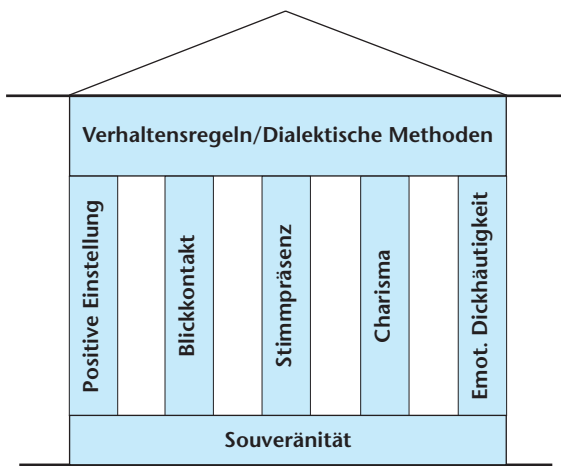 Verhaltensregeln/Dialektische Methoden
Positive Einstellung
Blickkontakt
Stimmpräsenz
Charisma
Emot. Dickhäutigkeit
Souveränität